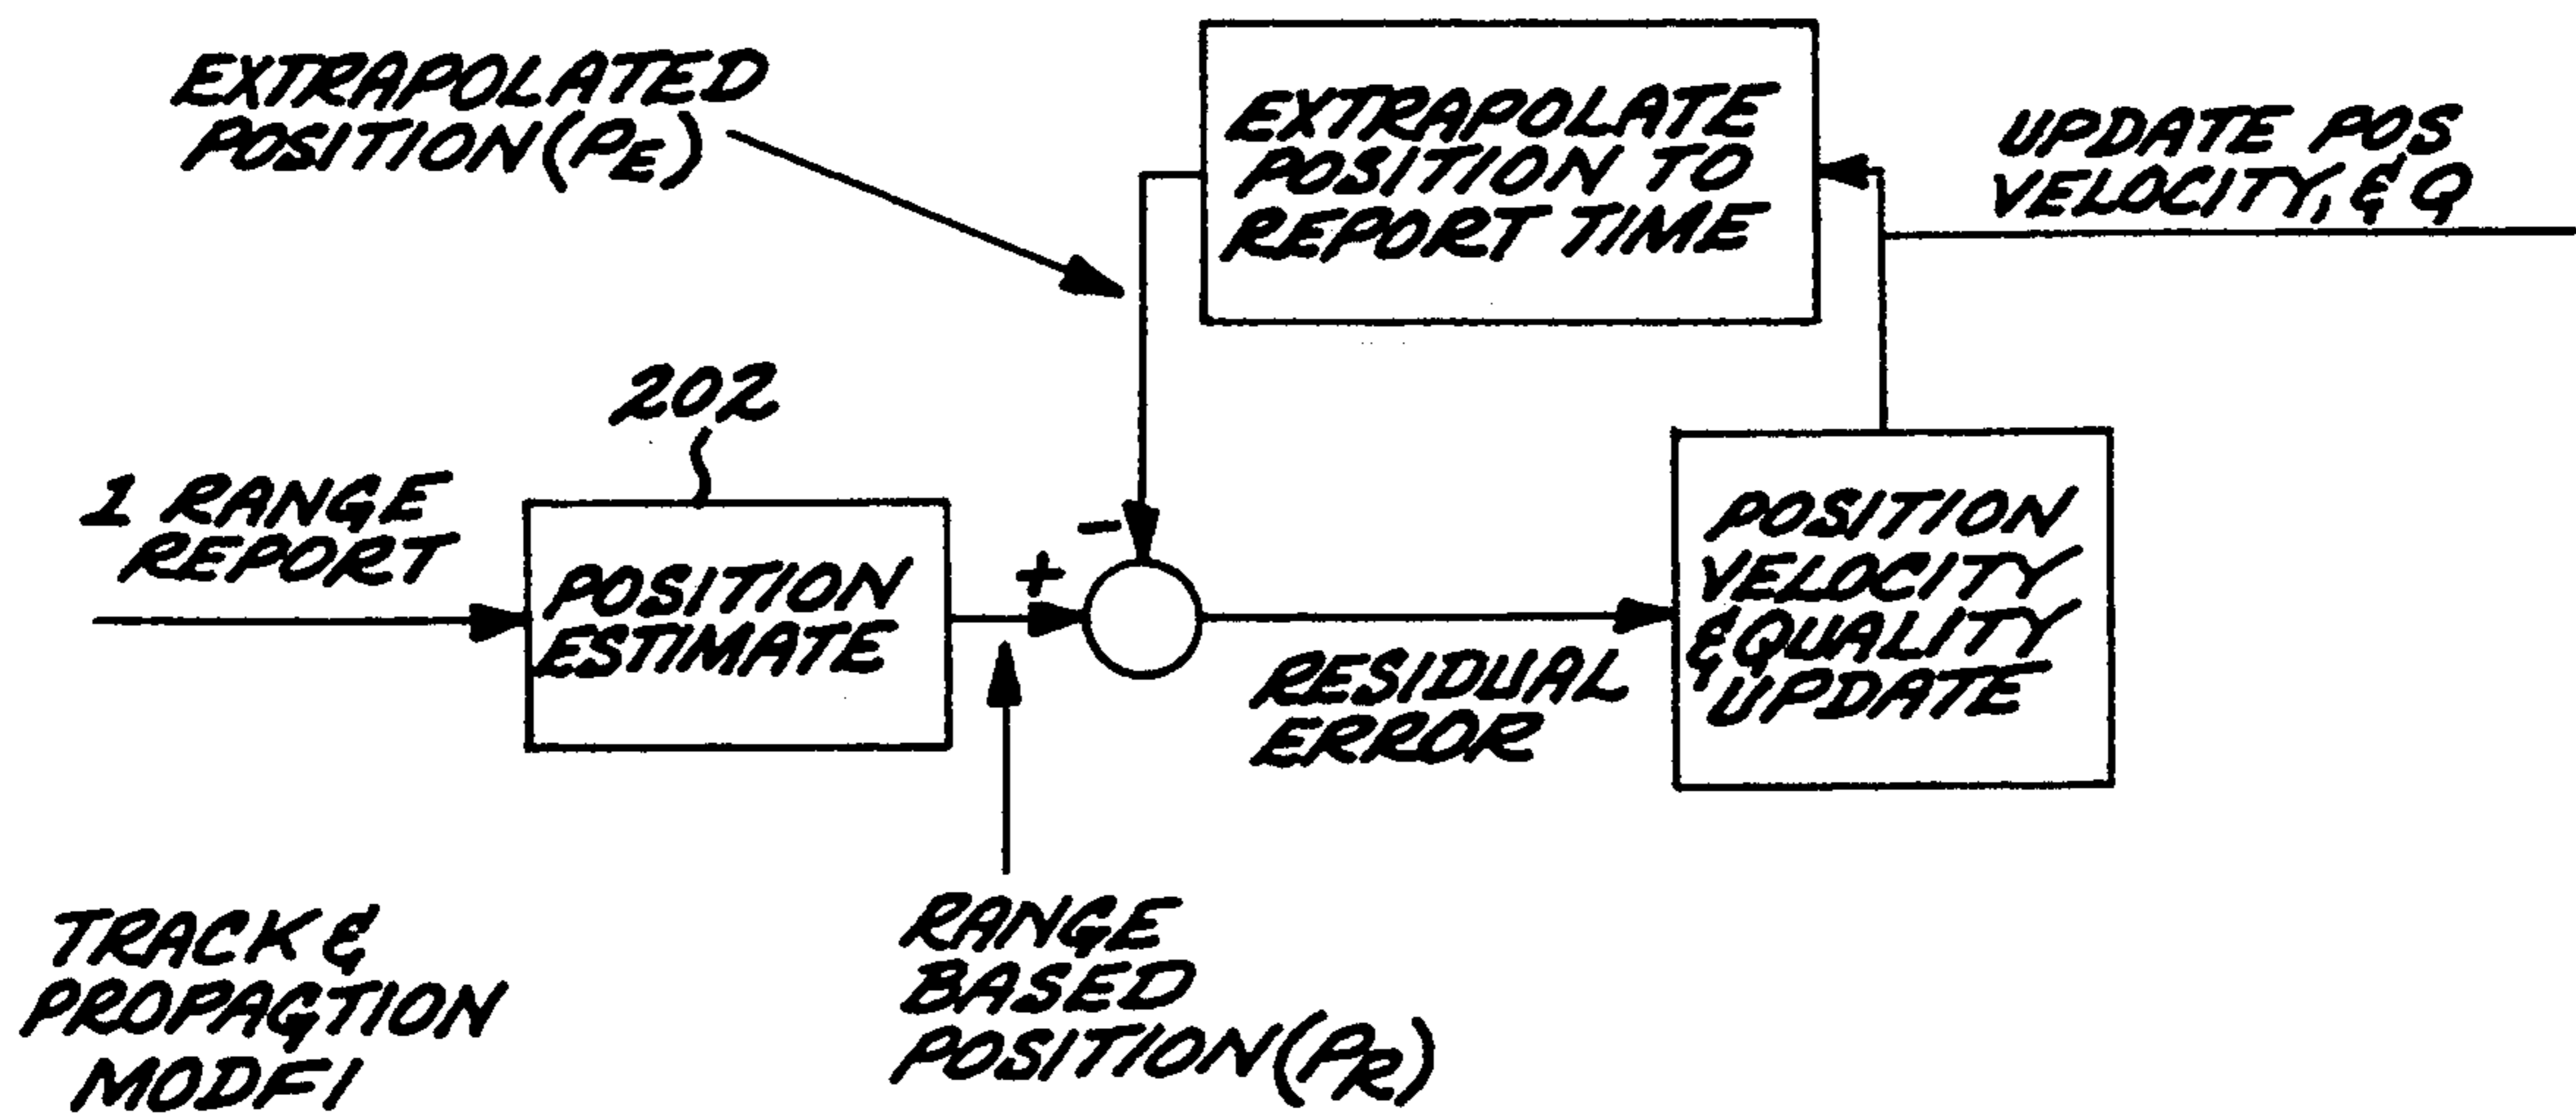 EXTRAPOLATED
POSITION (PE)
EXTRAPOLATE
POSITION TO
REPORT TIME
UPDATE POS
VELOCITY, & Q
202
1 RANGE
REPORT
POSITION
ESTIMATE
+
-
RESIDUAL
ERROR
POSITION
VELOCITY
& QUALITY
UPDATE
RANGE
BASED
POSITION (PR)
TRACK &
PROPAGTION